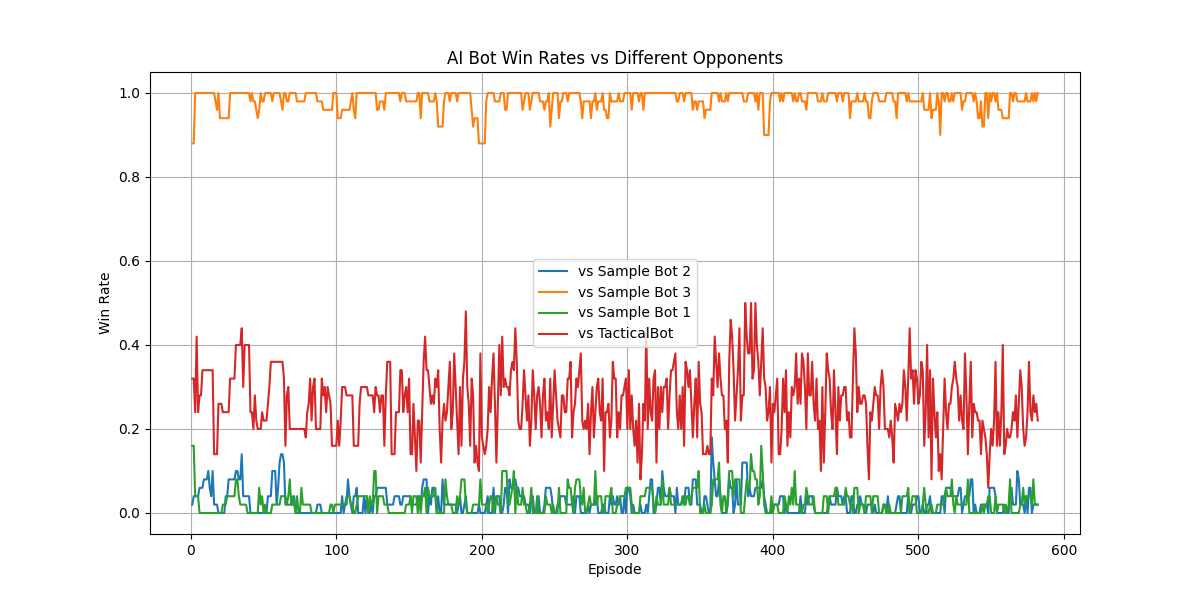 AI Bot Win Rates vs Different Opponents
1.0
0.8
0.6
0.4
0.2
0.0
Win Rate
vs Sample Bot 2
vs Sample Bot 3
vs Sample Bot 1
vs TacticalBot
0 100 200 300 400 500 600
Episode